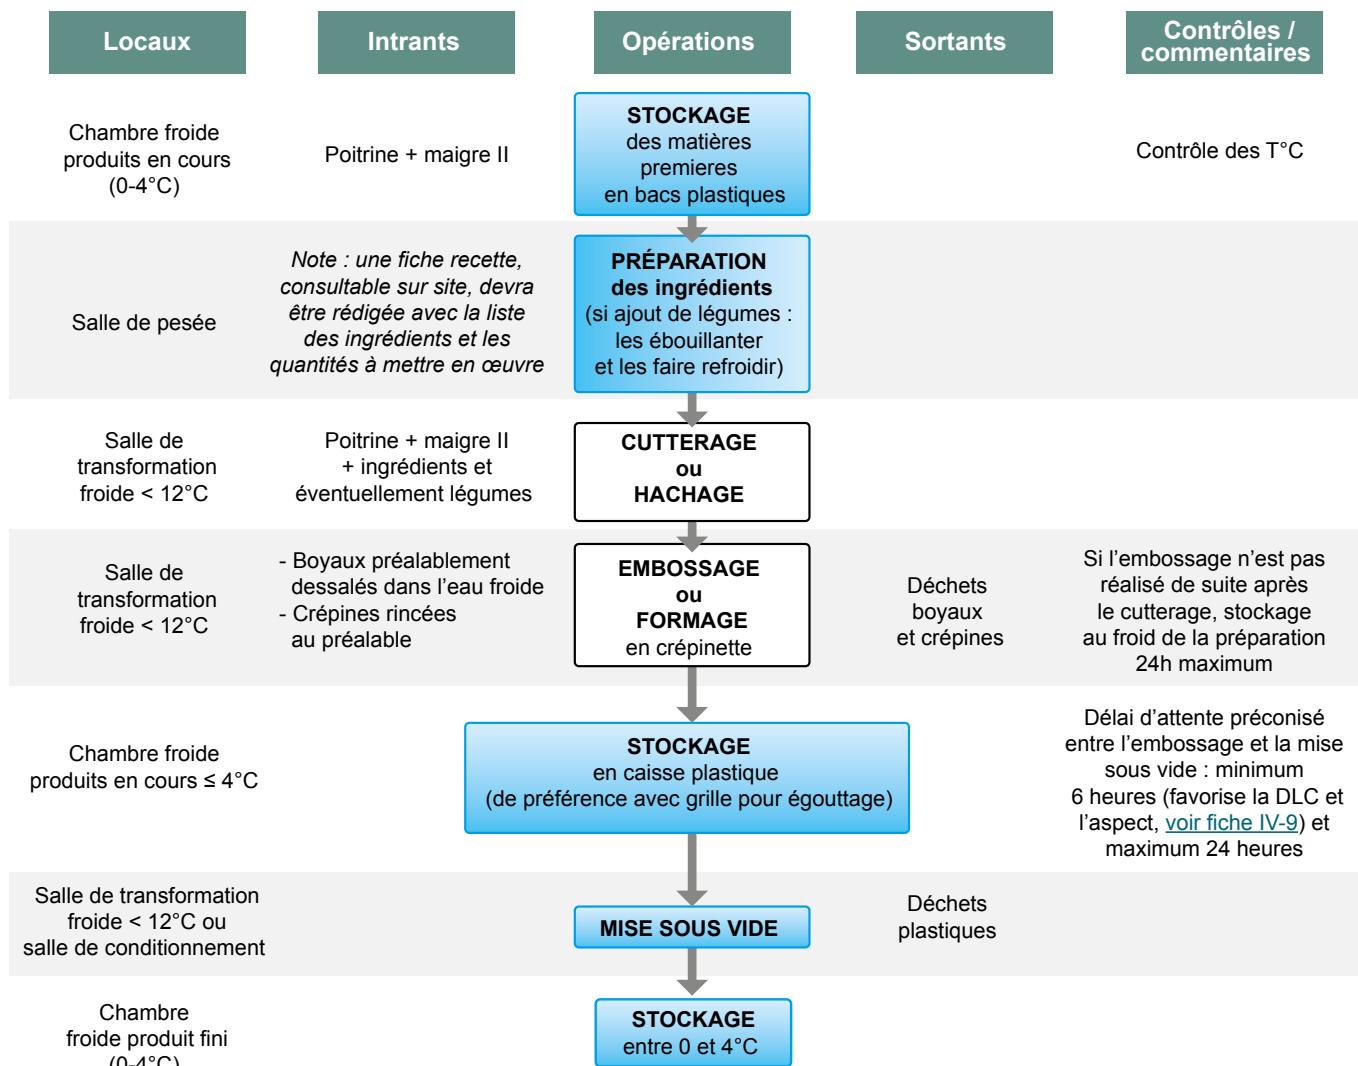 Locaux
Intrants
Opérations
Sortants
Contrôles /
commentaires
Chambre froide
produits en cours
(0-4°C)
Poitrine + maigre II
STOCKAGE
des matières
premieres
en bacs plastiques
Contrôle des T°C
Salle de pesée
Note : une fiche recette,
consultable sur site, devra
être rédigée avec la liste
des ingrédients et les
quantités à mettre en œuvre
PRÉPARATION
des ingrédients
(si ajout de légumes :
les ébouillanter
et les faire refroidir)
Salle de
transformation
froide < 12°C
Poitrine + maigre II
+ ingrédients et
éventuellement légumes
CUTTERAGE
ou
HACHAGE
Salle de
transformation
froide < 12°C
- Boyaux préalablement
dessalés dans l’eau froide
- Crépines rincées
au préalable
EMBOSSAGE
ou
FORMAGE
en crépinette
Déchets
boyaux
et crépines
Si l’embossage n’est pas
réalisé de suite après
le cutterage, stockage
au froid de la préparation
24h maximum
Chambre froide
produits en cours ≤ 4°C
STOCKAGE
en caisse plastique
(de préférence avec grille pour égouttage)
Délai d’attente préconisé
entre l’embossage et la mise
sous vide : minimum
6 heures (favorise la DLC et
l’aspect, voir fiche IV-9) et
maximum 24 heures
Salle de transformation
froide < 12°C ou
salle de conditionnement
MISE SOUS VIDE
Déchets
plastiques
Chambre
froide produit fini
(0-4°C)
STOCKAGE
entre 0 et 4°C